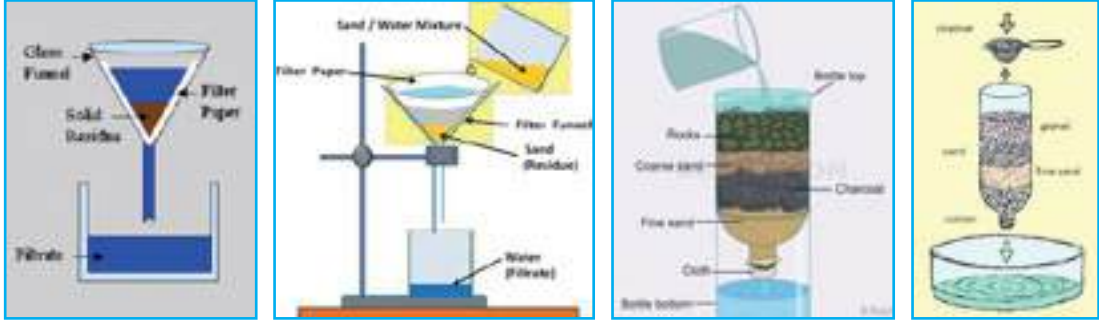 Glass
Funnel
Filter
Paper
Solid
Residue
Filtrate
Sand / Water Mixture
Filter Paper
Filter Funnel
Sand
(Residue)
Water
(Filtrate)
Bottle top
Rocks
Coarse sand
Charcoal
Fine sand
Cloth
Bottle bottom
strainer
gravel
sand
fine sand
cotton